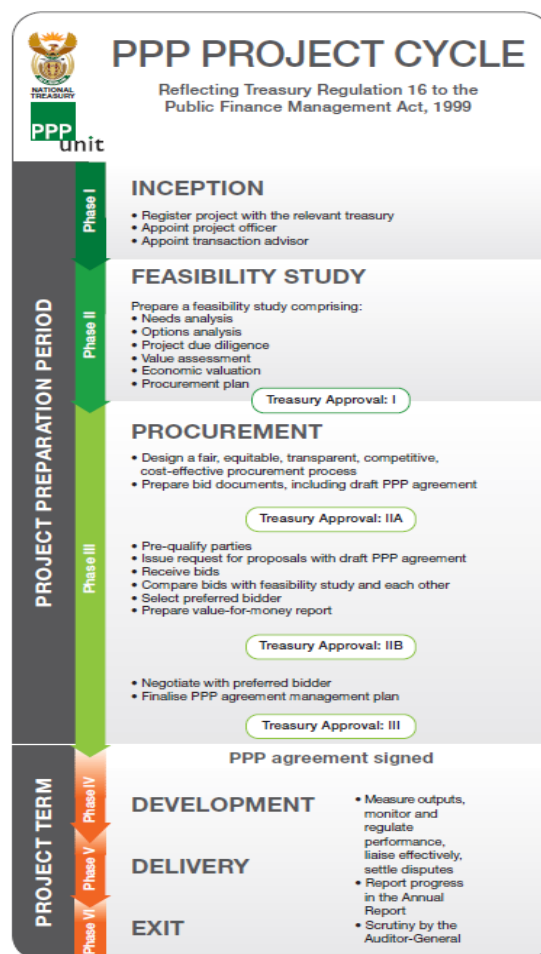 NATIONAL
TREASURY
PPP
unit
PPP PROJECT CYCLE
Reflecting Treasury Regulation 16 to the
Public Finance Management Act, 1999
PROJECT PREPARATION PERIOD
Phase I
INCEPTION
• Register project with the relevant treasury
• Appoint project officer
• Appoint transaction advisor
Phase II
FEASIBILITY STUDY
Prepare a feasibility study comprising:
• Needs analysis
• Options analysis
• Project due diligence
• Value assessment
• Economic valuation
• Procurement plan
Treasury Approval: I
Phase III
PROCUREMENT
• Design a fair, equitable, transparent, competitive,
cost-effective procurement process
• Prepare bid documents, including draft PPP agreement
Treasury Approval: IIA
• Pre-qualify parties
• Issue request for proposals with draft PPP agreement
• Receive bids
• Compare bids with feasibility study and each other
• Select preferred bidder
• Prepare value-for-money report
Treasury Approval: IIB
• Negotiate with preferred bidder
• Finalise PPP agreement management plan
Treasury Approval: III
PROJECT TERM
PPP agreement signed
Phase IV
DEVELOPMENT
Phase V
DELIVERY
Phase VI
EXIT
• Measure outputs,
monitor and
regulate
performance,
liaise effectively,
settle disputes
• Report progress
in the Annual
Report
• Scrutiny by the
Auditor-General